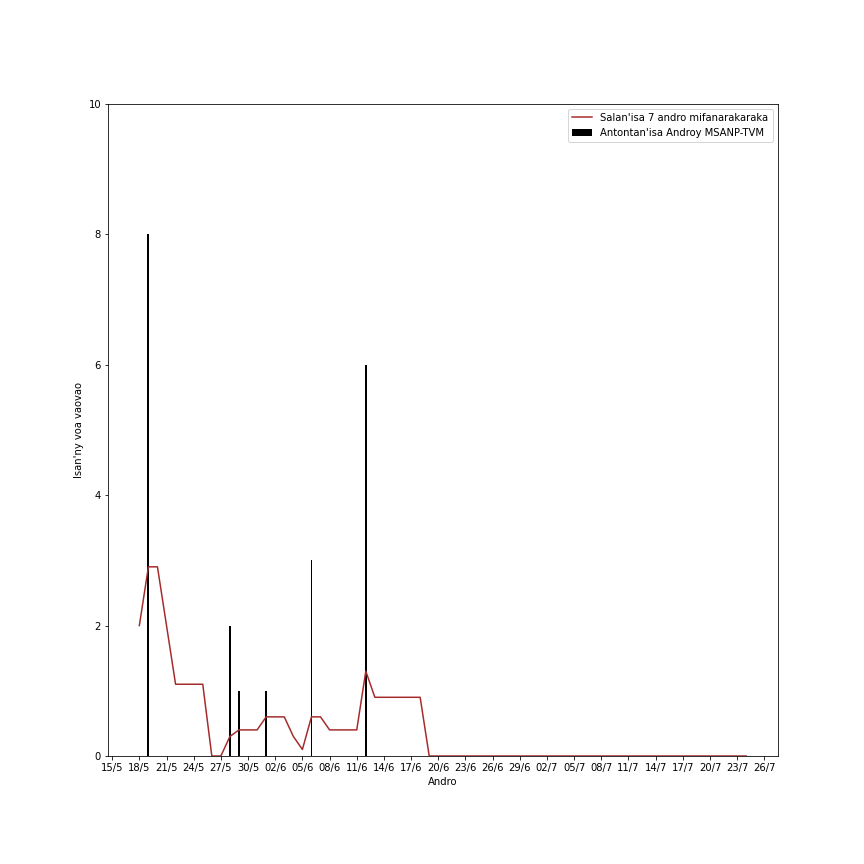 Salan'isa 7 andro mifanarakaraka
Antontan'isa Androy MSANP-TVM
10
8
6
4
2
0
Isan'ny voa vaovao
15/5 18/5 21/5 24/5 27/5 30/5 02/6 05/6 08/6 11/6 14/6 17/6 20/6 23/6 26/6 29/6 02/7 05/7 08/7 11/7 14/7 17/7 20/7 23/7 26/7
Andro